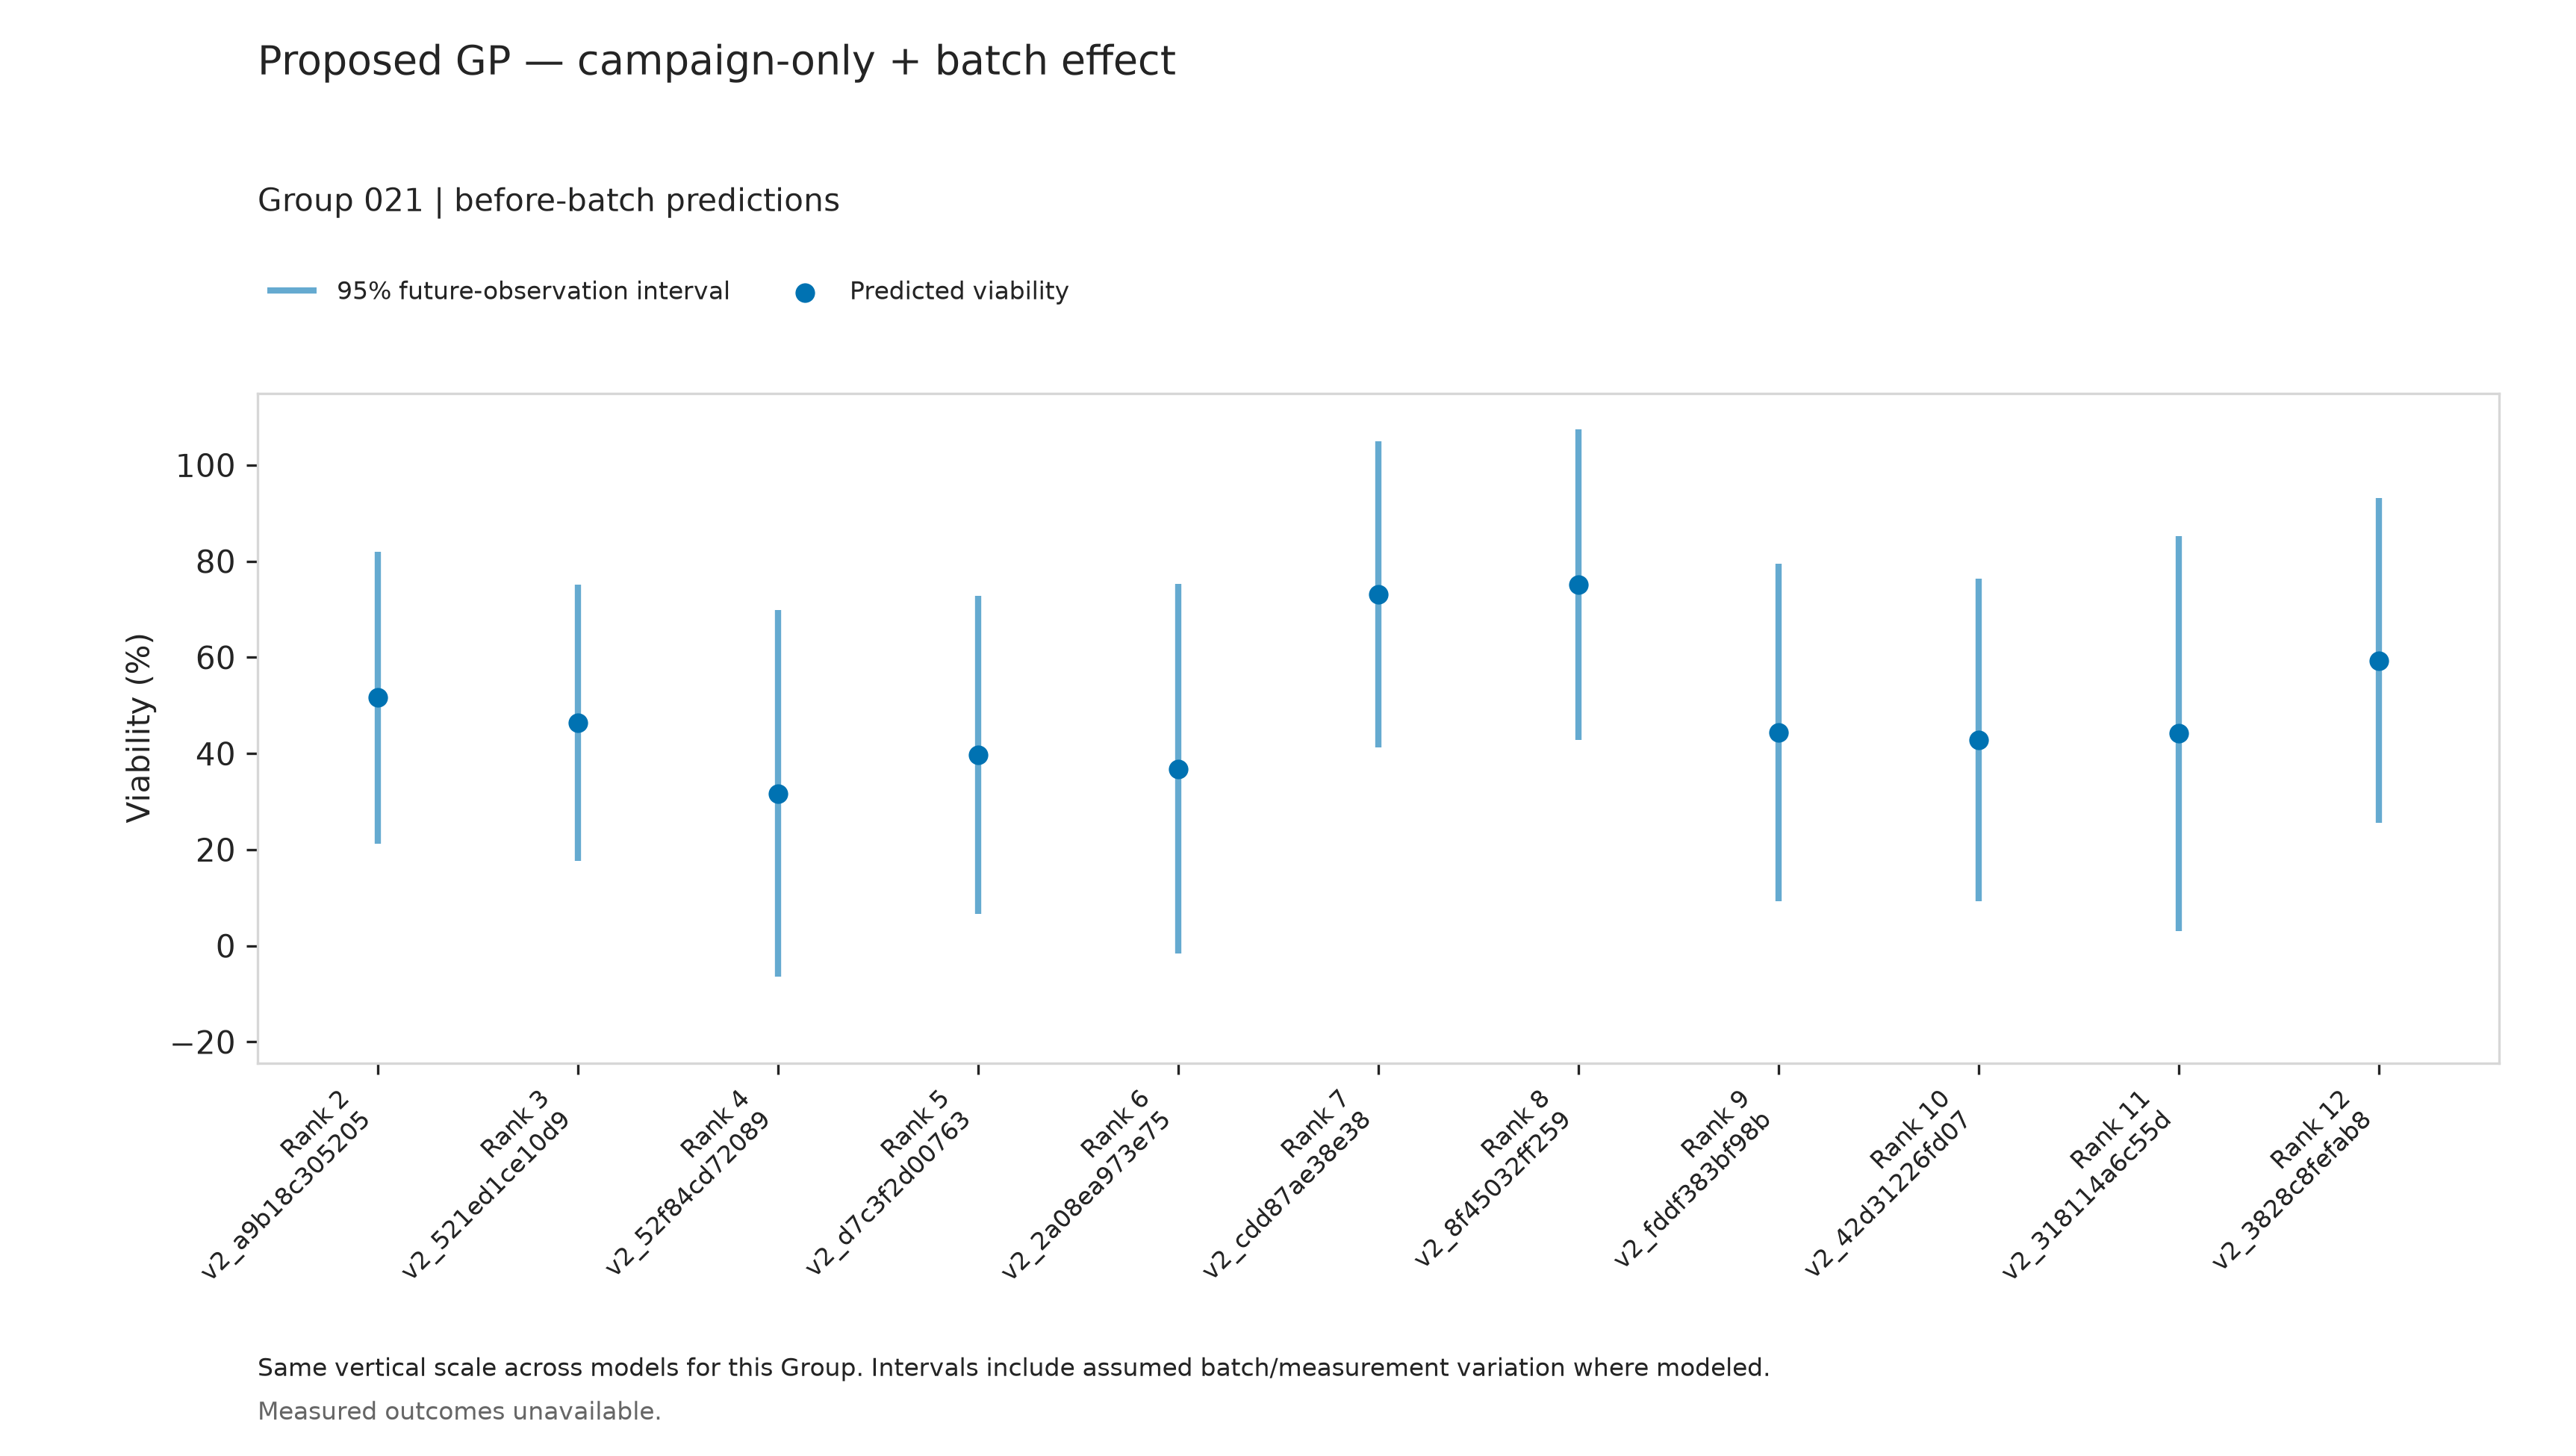 Proposed GP — campaign-only + batch effect
Group 021 | before-batch predictions
95% future-observation interval
Predicted viability
Viability (%)
100
80
60
40
20
0
−20
Rank 2
v2_a9b18c305205
Rank 3
v2_521ed1ce10d9
Rank 4
v2_52f84cd72089
Rank 5
v2_d7c3f2d00763
Rank 6
v2_2a08ea973e75
Rank 7
v2_cdd87ae38e38
Rank 8
v2_8f45032ff259
Rank 9
v2_fddf383bf98b
Rank 10
v2_42d31226fd07
Rank 11
v2_318114a6c55d
Rank 12
v2_3828c8fefab8
Same vertical scale across models for this Group. Intervals include assumed batch/measurement variation where modeled.
Measured outcomes unavailable.